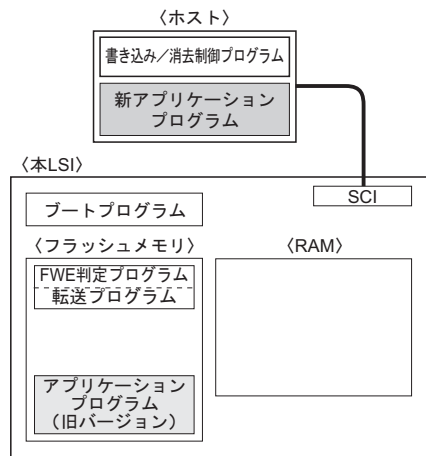 〈ホスト〉
書き込み／消去制御プログラム
新アプリケーション
プログラム
〈本LSI〉
SCI
ブートプログラム
〈フラッシュメモリ〉
〈RAM〉
FWE判定プログラム
転送プログラム
アプリケーション
プログラム
（旧バージョン）